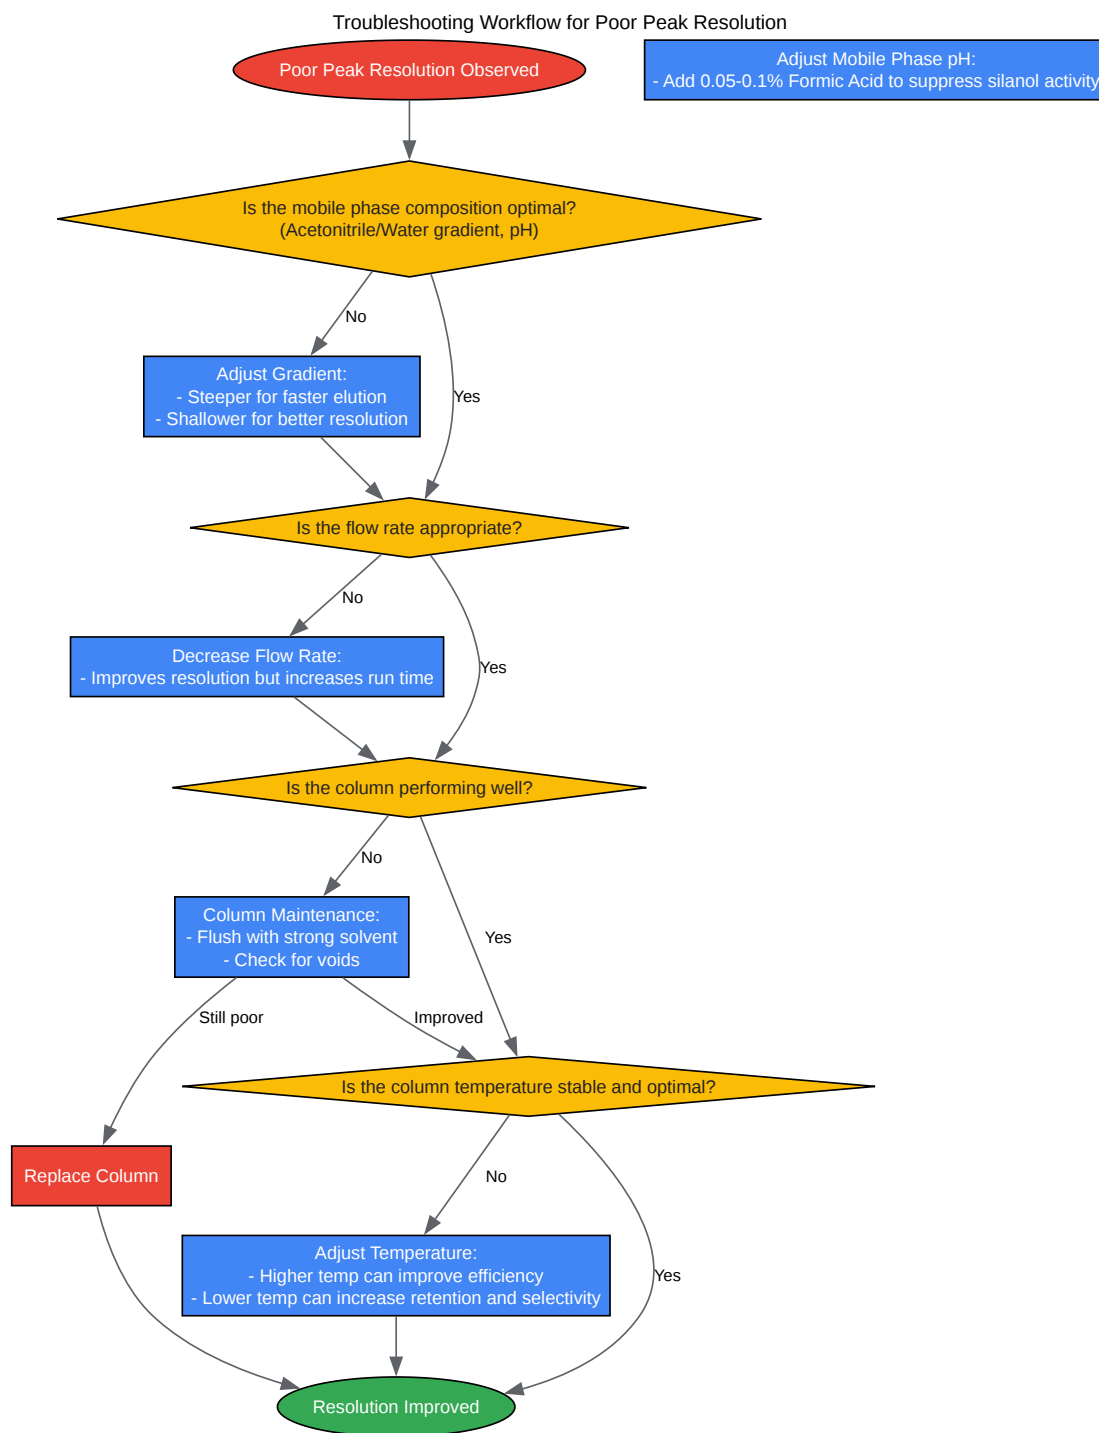 Troubleshooting Workflow for Poor Peak Resolution
Poor Peak Resolution Observed
Adjust Mobile Phase pH:
- Add 0.05-0.1% Formic Acid to suppress silanol activity
Is the mobile phase composition optimal?
(Acetonitrile/Water gradient, pH)
No
Yes
Adjust Gradient:
- Steeper for faster elution
- Shallower for better resolution
Is the flow rate appropriate?
No
Yes
Decrease Flow Rate:
- Improves resolution but increases run time
Is the column performing well?
No
Yes
Column Maintenance:
- Flush with strong solvent
- Check for voids
Still poor
Improved
Is the column temperature stable and optimal?
Replace Column
No
Yes
Adjust Temperature:
- Higher temp can improve efficiency
- Lower temp can increase retention and selectivity
Resolution Improved